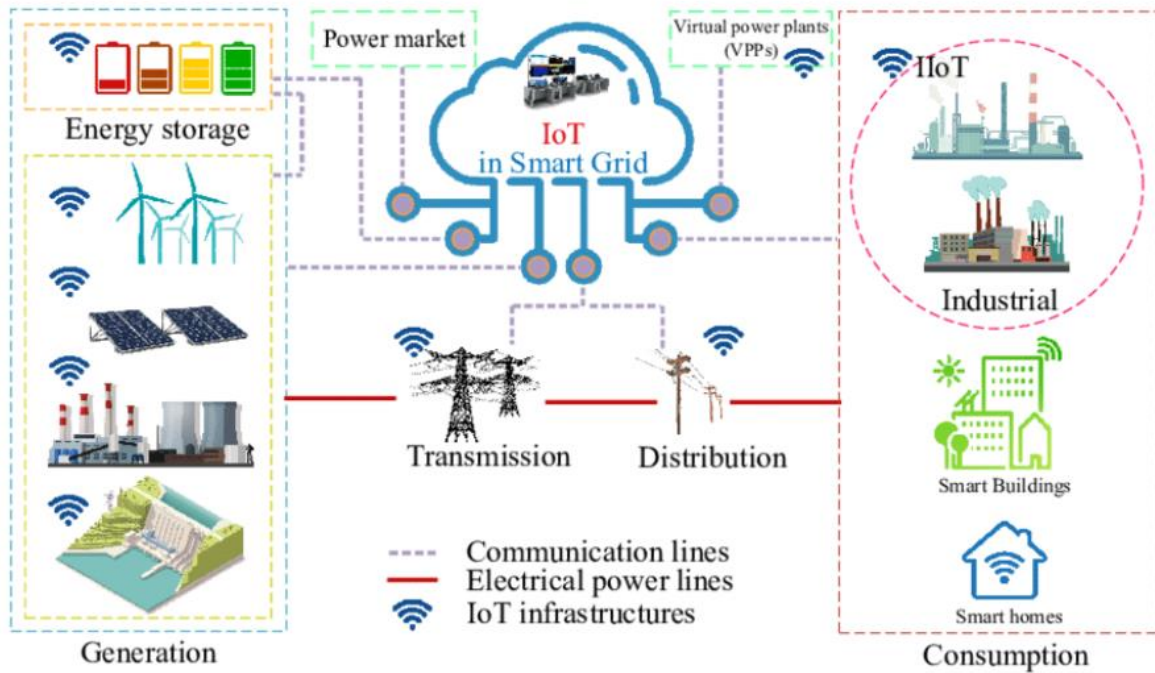 Energy storage
Power market
IoT
in Smart Grid
Virtual power plants
(VPPs)
IIoT
Industrial
Transmission
Distribution
Smart Buildings
Smart homes
Communication lines
Electrical power lines
IoT infrastructures
Generation
Consumption